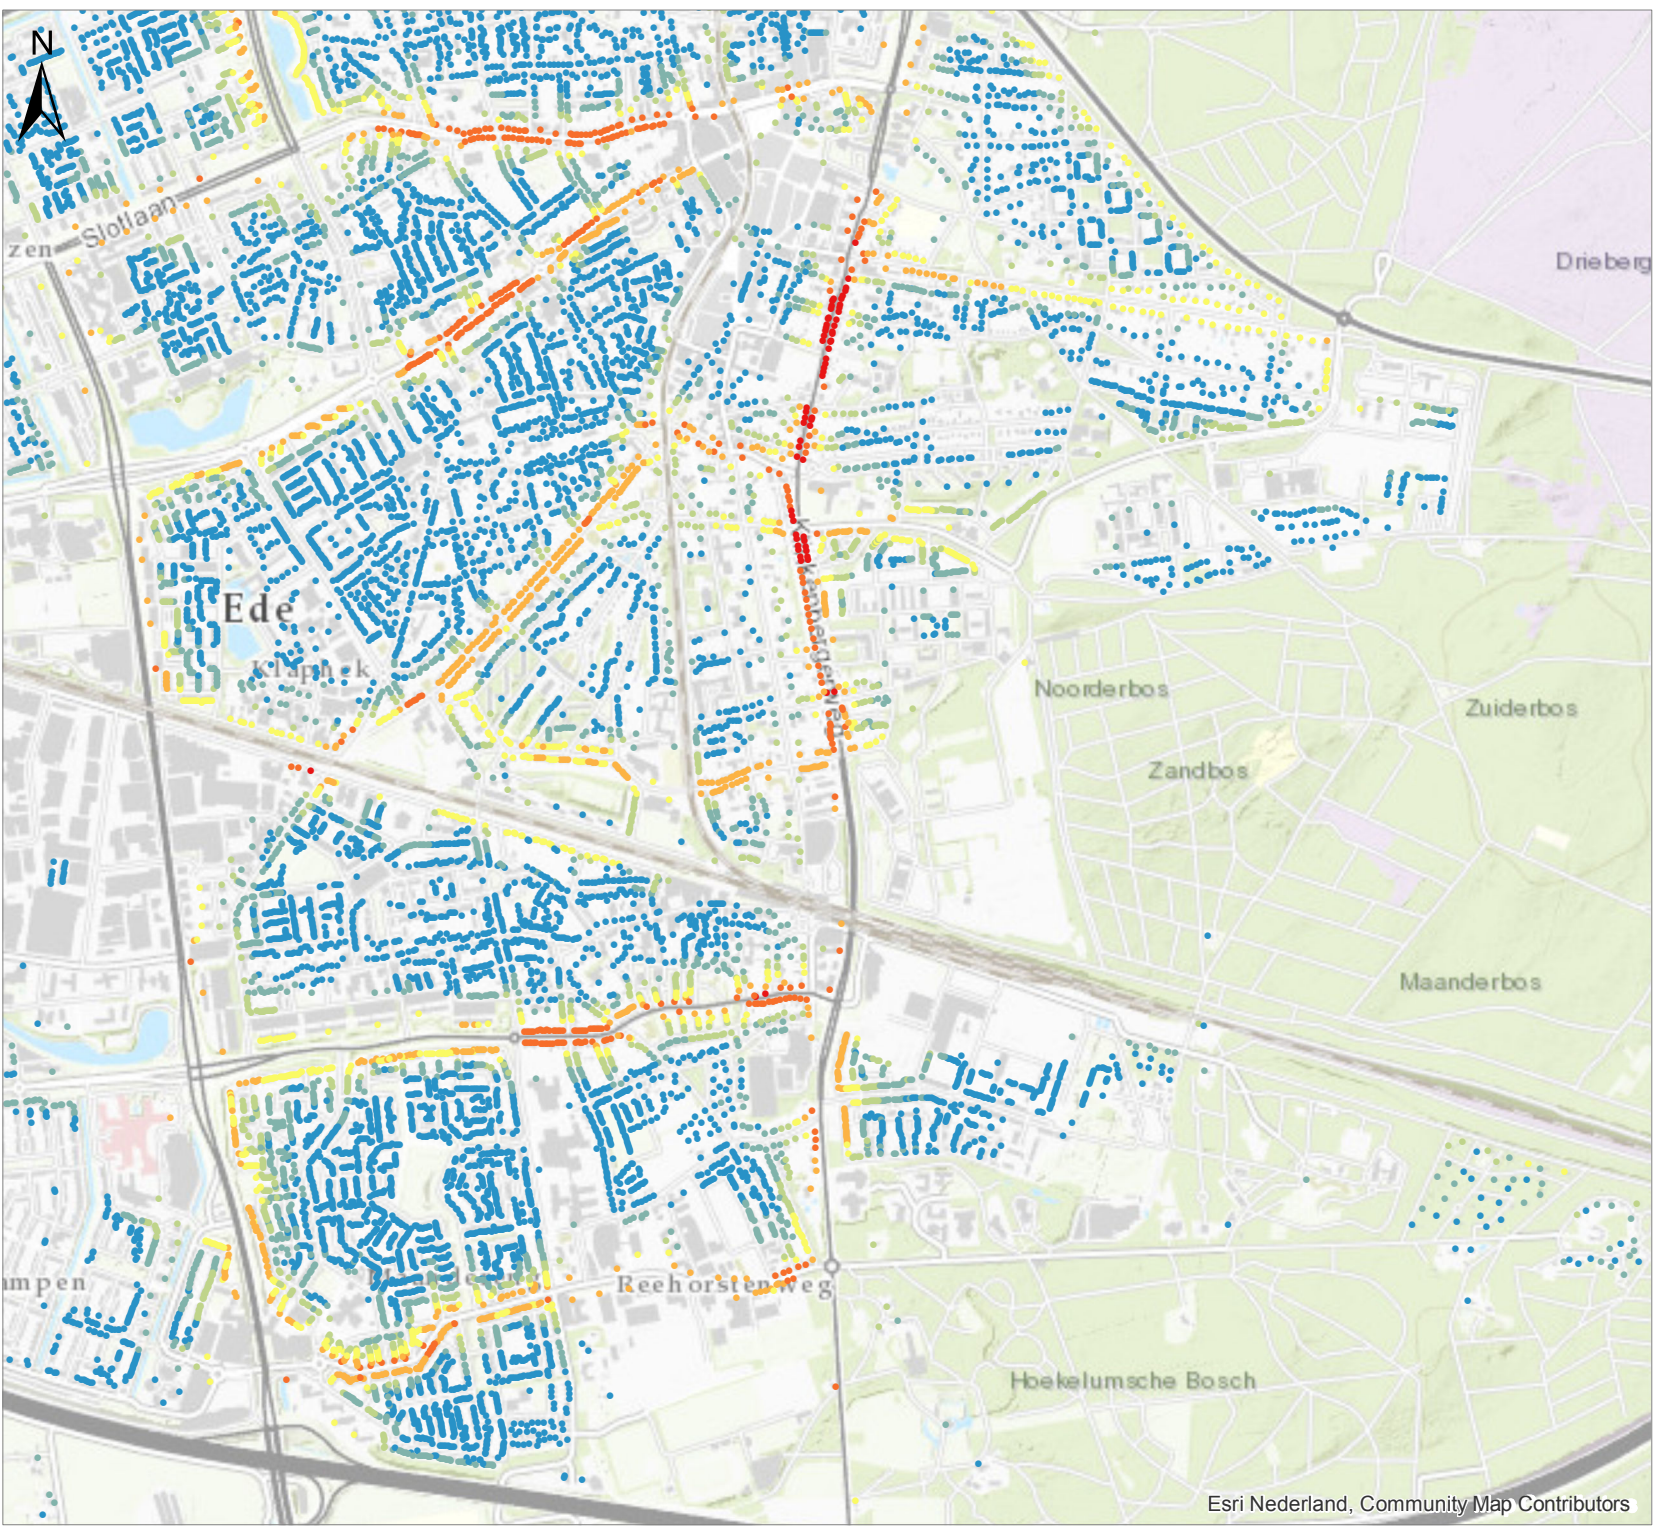 N
Slotlaan
zen
Drieberg
Ede
Noorderbos
Zuiderbos
Zandbos
Maanderbos
mpen
Reehorsterweg
Hoekelumsche Bosch
Esri Nederland, Community Map Contributors